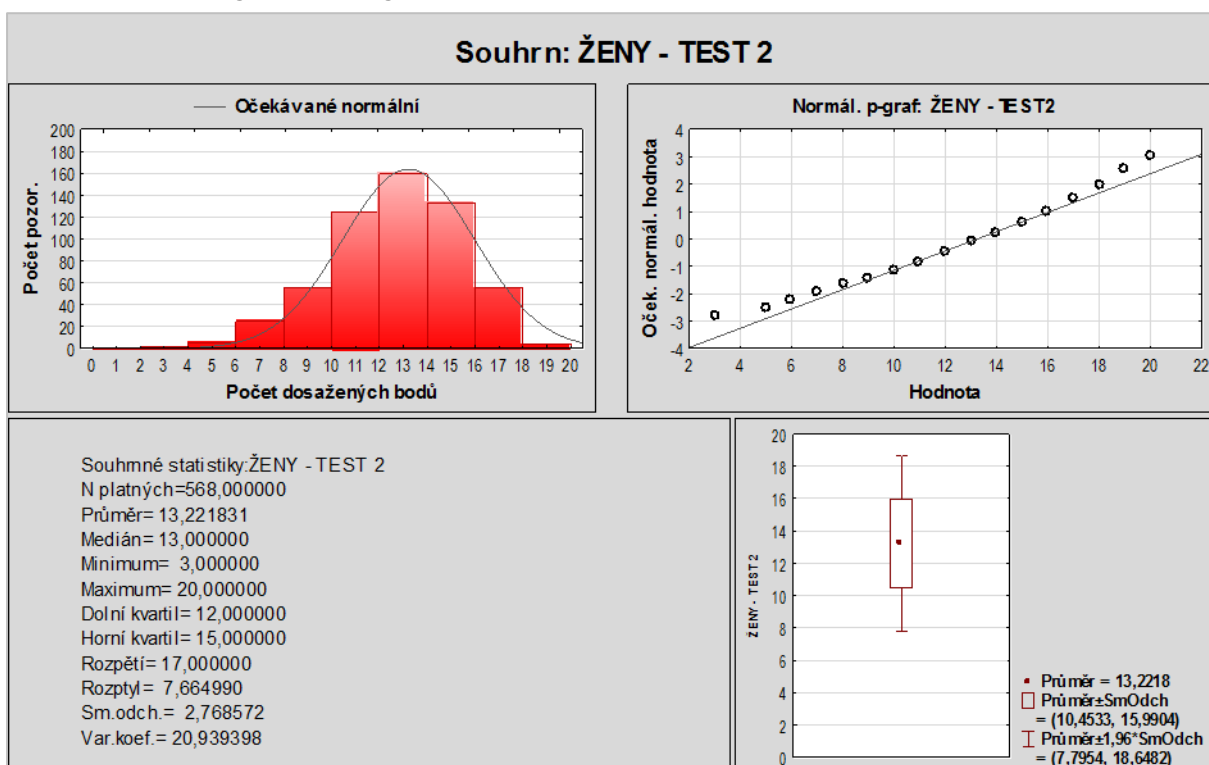 Souhrn: ŽENY - TEST 2
Očekávané normální
200
180
160
140
120
100
80
60
40
20
0
Počet pozor.
0 1 2 3 4 5 6 7 8 9 10 11 12 13 14 15 16 17 18 19 20
Počet dosažených bodů
Normál. p-graf: ŽENY - TEST2
4
3
2
1
0
-1
-2
-3
-4
Oček. normál. hodnota
2 4 6 8 10 12 14 16 18 20 22
Hodnota
Souhrnné statistiky:ŽENY - TEST 2
N platných=568,000000
Průměr= 13,221831
Medián= 13,000000
Minimum= 3,000000
Maximum= 20,000000
Dolní kvartil= 12,000000
Horní kvartil= 15,000000
Rozpětí= 17,000000
Rozptyl= 7,664990
Sm.odch.= 2,768572
Var.koef.= 20,939398
20
18
16
14
12
10
8
6
4
2
0
ŽENY - TEST 2
Průměr = 13,2218
Průměr±SmOdch
= (10,4533, 15,9904)
Průměr±1,96*SmOdch
= (7,7954, 18,6482)